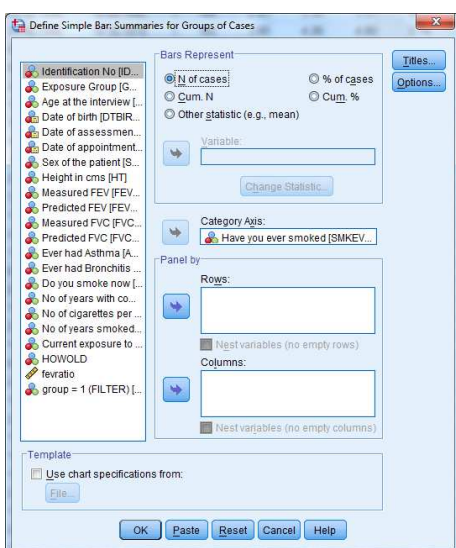 Define Simple Bar: Summaries for Groups of Cases
Identification No [ID...
Exposure Group [G...
Age at the interview [...
Date of birth [DTBIR...
Date of assessmen...
Date of appointment...
Sex of the patient [S...
Height in cms [HT]
Measured FEV [FEV...
Predicted FEV [FEV...
Measured FVC [FVC...
Predicted FVC [FVC...
Ever had Asthma [A...
Ever had Bronchitis ...
Do you smoke now [...
No of years with co...
No of cigarettes per ...
No of years smoked...
Current exposure to ...
HOWOLD
fevratio
group = 1 (FILTER) [...
Bars Represent
N of cases
% of cases
Cum. N
Cum. %
Other statistic (e.g., mean)
Variable:
Change Statistic...
Category Axis:
Have you ever smoked [SMKEV...
Panel by
Rows:
Nest variables (no empty rows)
Columns:
Nest variables (no empty columns)
Titles...
Options...
Template
Use chart specifications from:
File...
OK Paste Reset Cancel Help